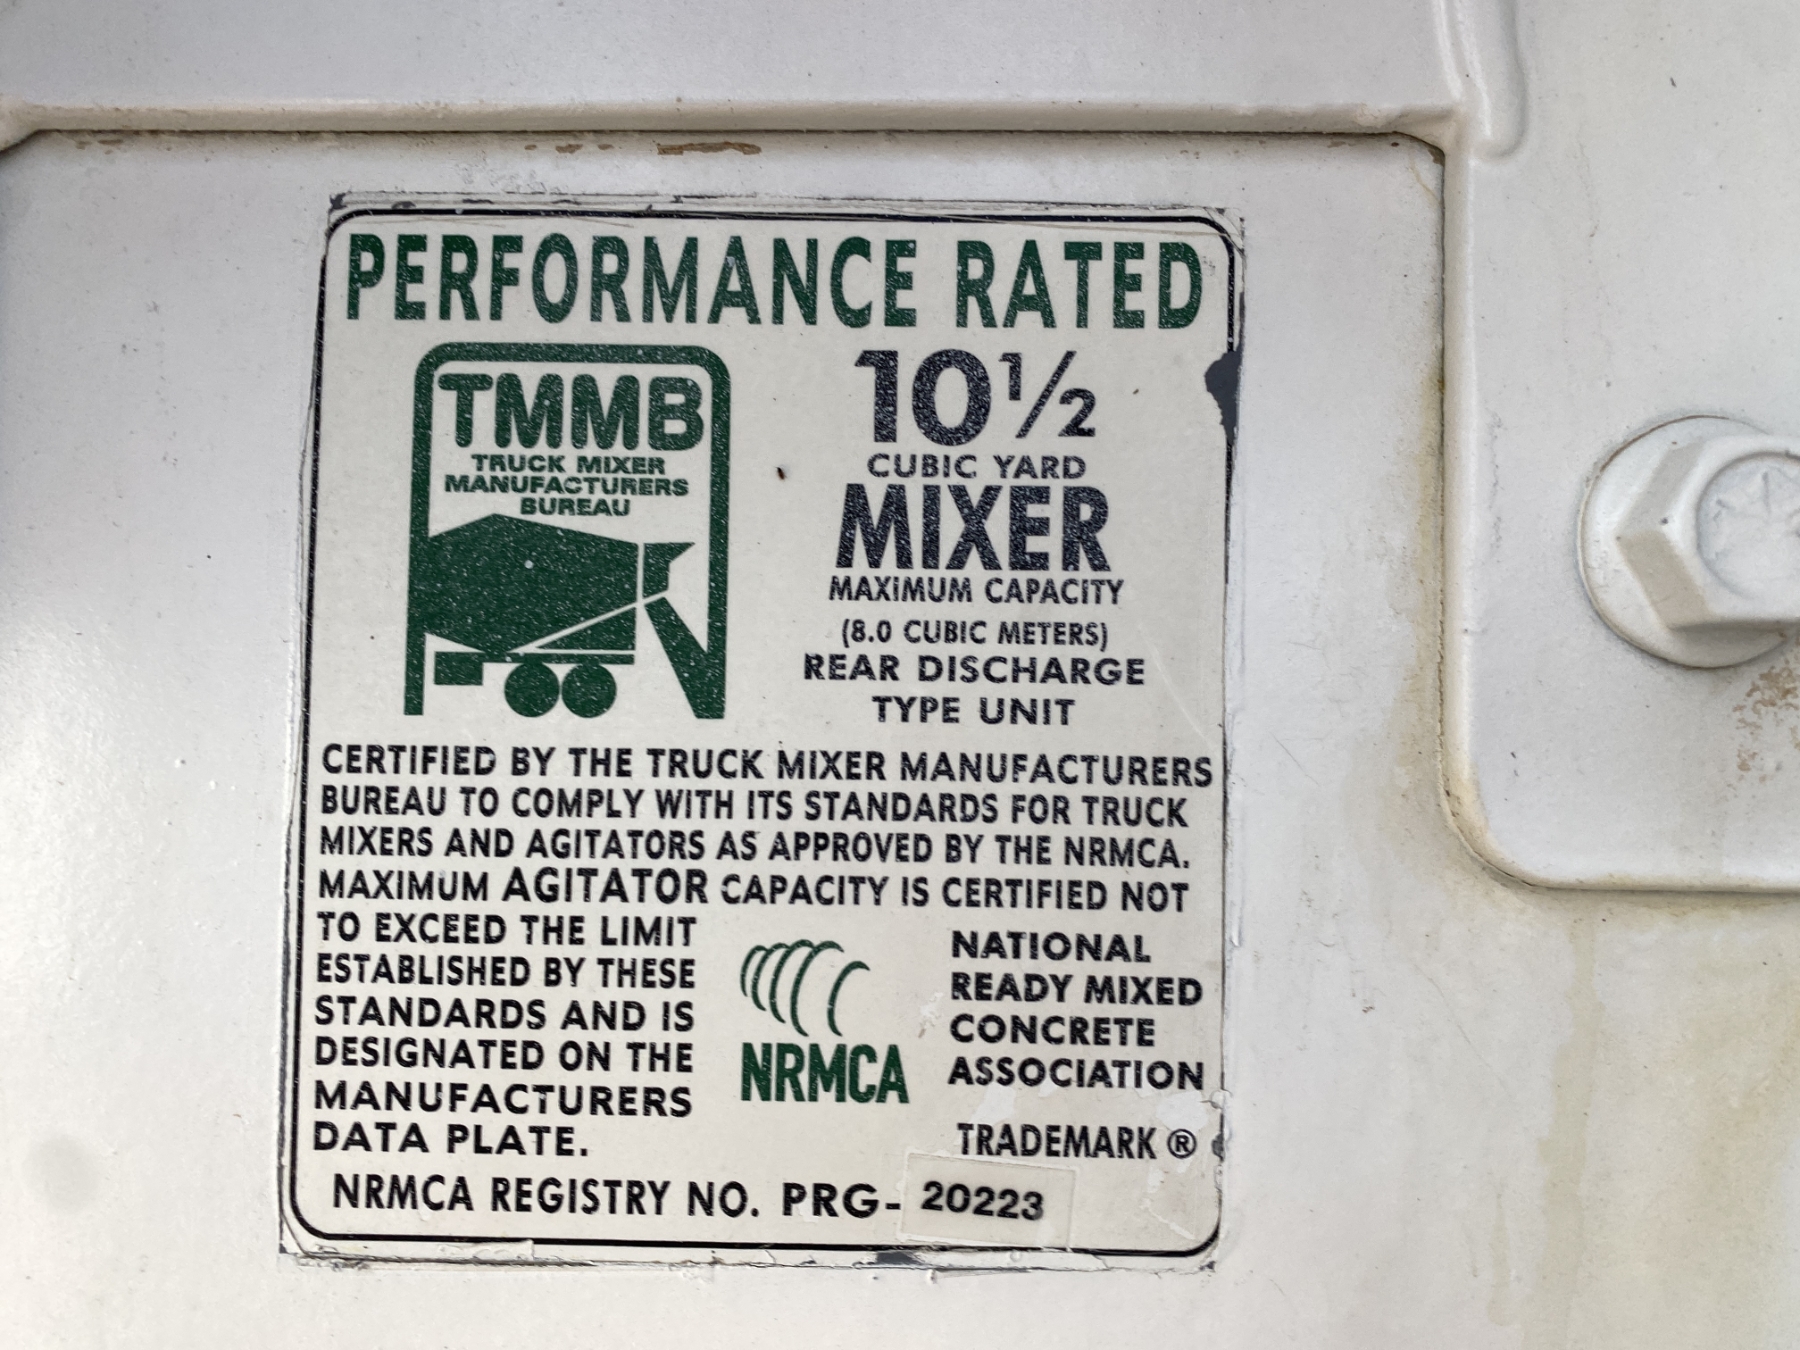 PERFORMANCE RATED
TMMB
TRUCK MIXER
MANUFACTURERS
BUREAU
10 1/2
CUBIC YARD
MIXER
MAXIMUM CAPACITY
(8.0 CUBIC METERS)
REAR DISCHARGE
TYPE UNIT
CERTIFIED BY THE TRUCK MIXER MANUFACTURERS
BUREAU TO COMPLY WITH ITS STANDARDS FOR TRUCK
MIXERS AND AGITATORS AS APPROVED BY THE NRMCA.
MAXIMUM AGITATOR CAPACITY IS CERTIFIED NOT
TO EXCEED THE LIMIT
ESTABLISHED BY THESE
STANDARDS AND IS
DESIGNATED ON THE
MANUFACTURERS
DATA PLATE.
NRMCA
NATIONAL
READY MIXED
CONCRETE
ASSOCIATION
TRADEMARK ®
NRMCA REGISTRY NO. PRG- 20223